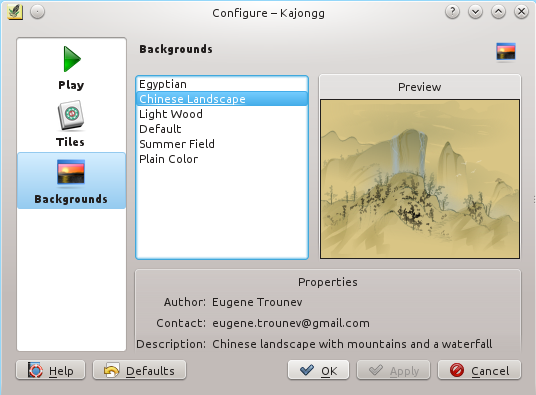 Configure – Kajongg
Play
Tiles
Backgrounds
Backgrounds
Egyptian
Chinese Landscape
Light Wood
Default
Summer Field
Plain Color
Preview
Properties
Author: Eugene Trounev
Contact: eugene.trounev@gmail.com
Description: Chinese landscape with mountains and a waterfall
Help Defaults OK Apply Cancel